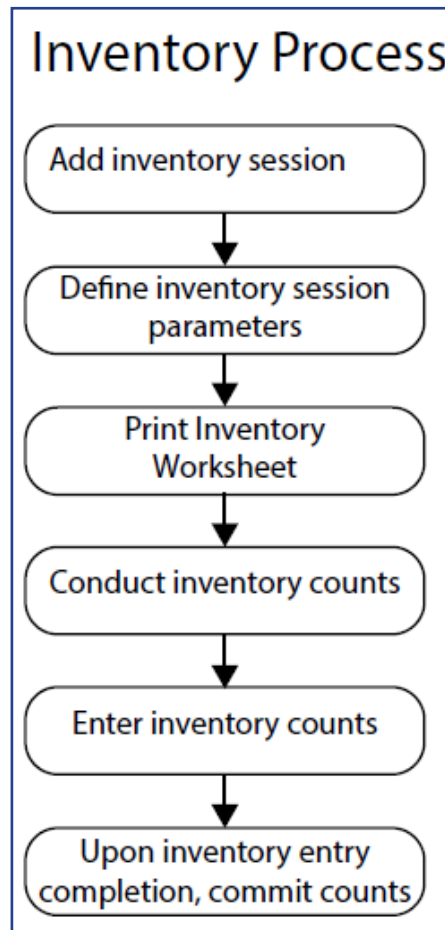 Inventory Process
Add inventory session
Define inventory session
parameters
Print Inventory
Worksheet
Conduct inventory counts
Enter inventory counts
Upon inventory entry
completion, commit counts